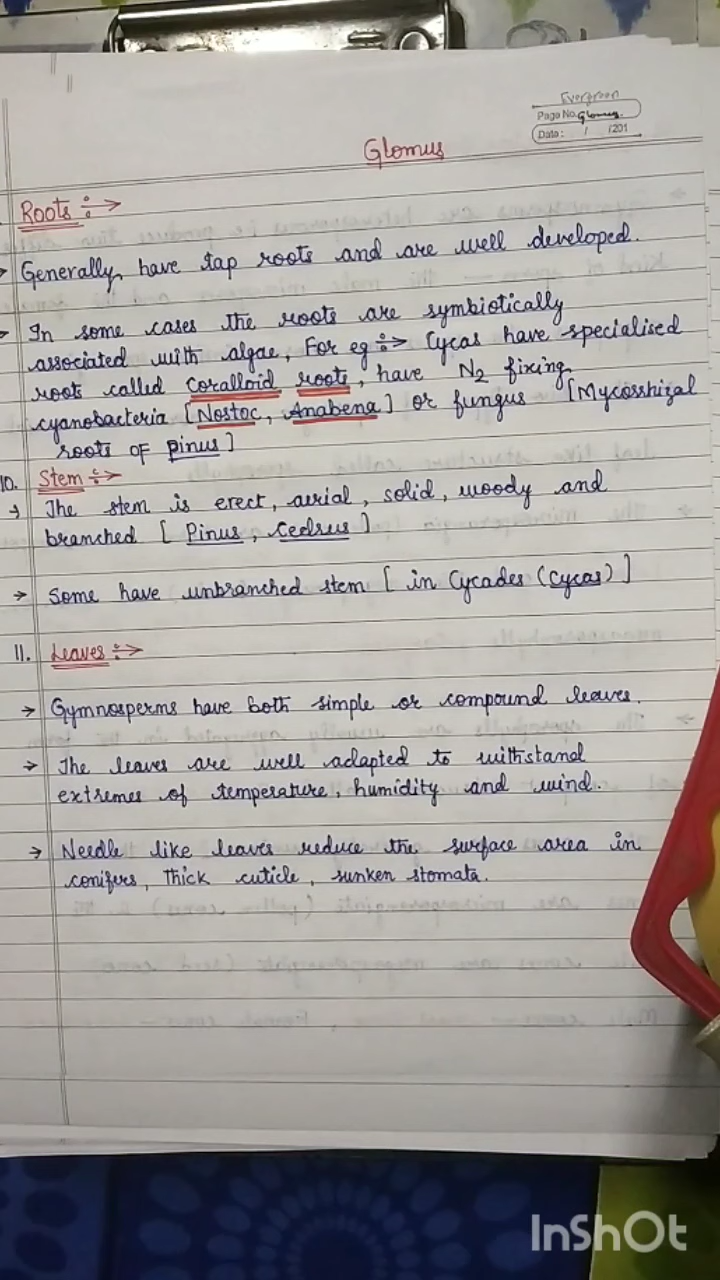 Evergreen
Page No. Glomus.
Date: / /201
Glomus
Roots :→
→ Generally, have tap roots and are well developed.
→ In some cases the roots are symbiotically
associated with algae, For eg :→ Cycas have specialised
roots called Coralloid roots, have N2 fixing
cyanobacteria [Nostoc, Anabena] or fungus [Mycorrhizal
roots of pinus]
10. Stem :→
→ The stem is erect, aerial, solid, woody and
branched [ Pinus, Cedrus ]
→ Some have unbranched stem [ in Cycades (Cycas) ]
11. Leaves :→
→ Gymnosperms have both simple or compound leaves.
→ The leaves are well adapted to withstand
extremes of temperature, humidity and wind.
→ Needle like leaves reduce the surface area in
conifers, Thick cuticle, sunken stomata.
InShOt